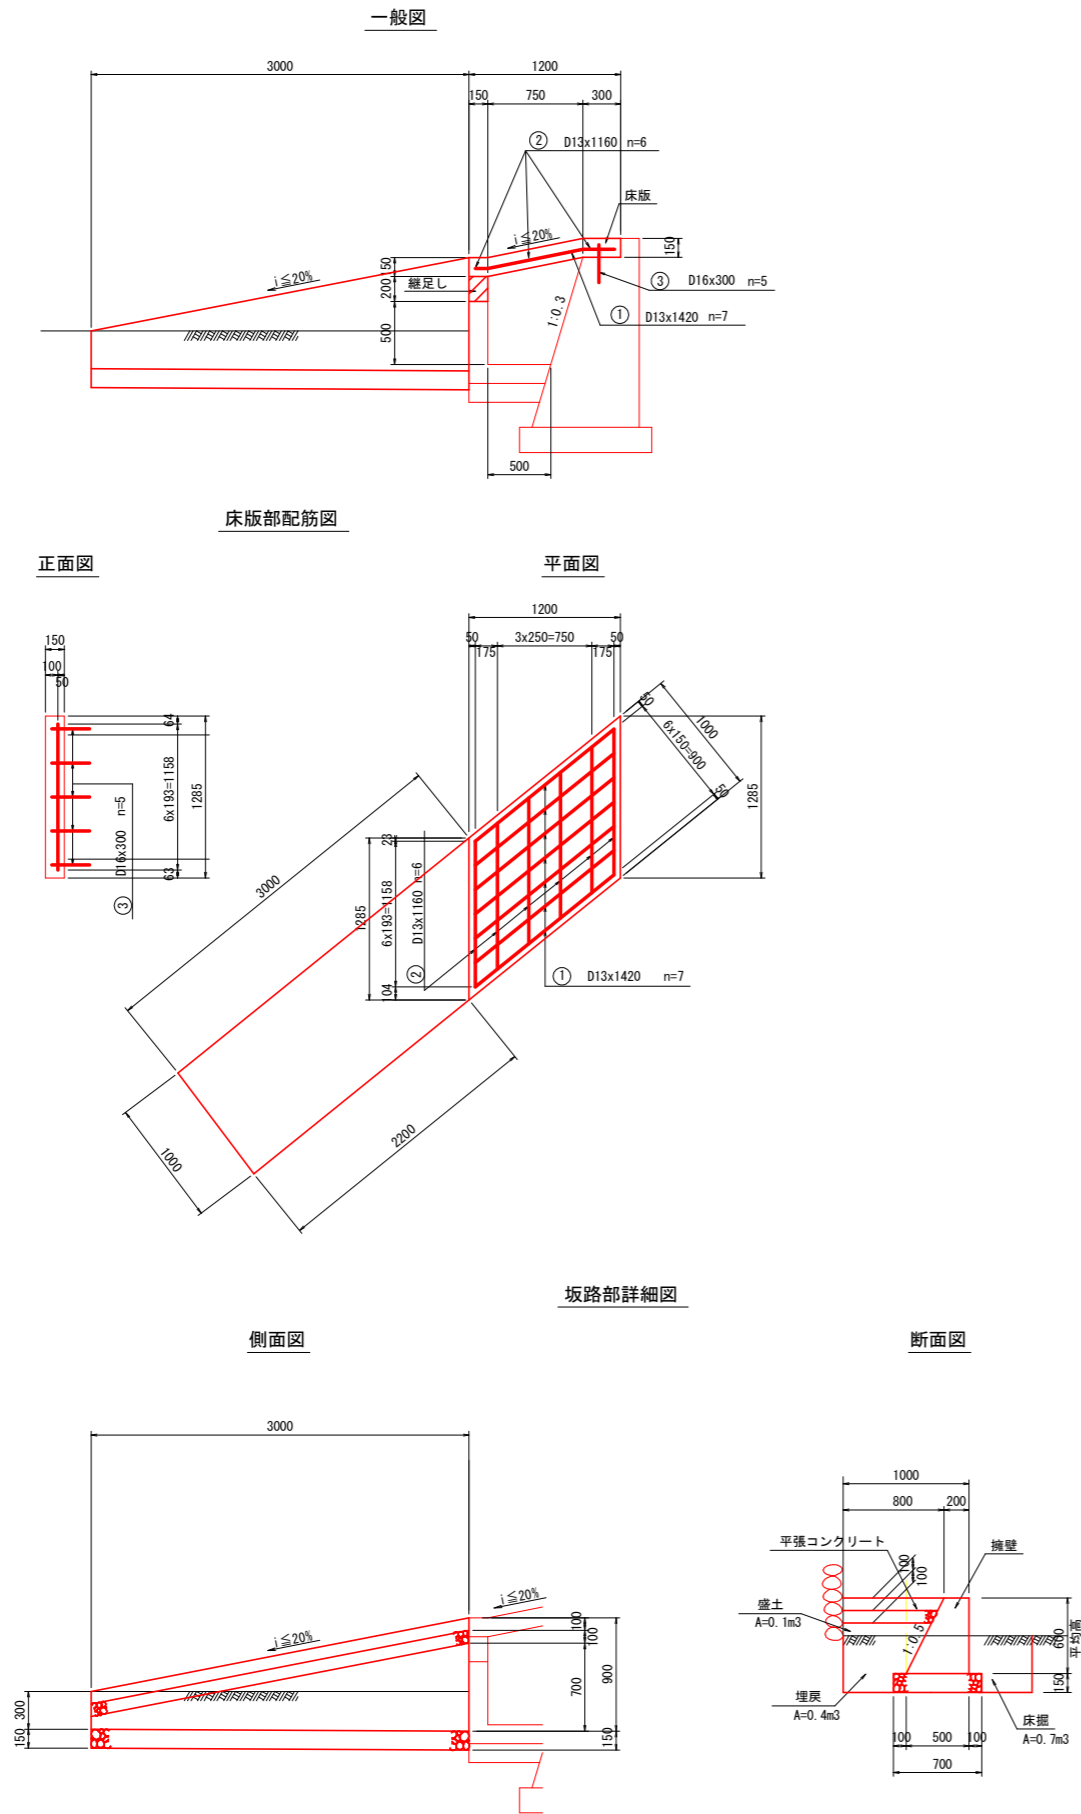 一般図
3000
1200
150
750
300
② D13x1160 n=6
床版
i≦20%
150
i≦20%
150
200
継足し
③ D16x300 n=5
500
1:0.3
① D13x1420 n=7
500
床版部配筋図
正面図
平面図
150
100
50
64
6x193=1158
1285
63
③ D16x300 n=5
1200
50
3x250=750
50
175
175
50
1000
6x150=900
50
1285
23
1285
6x193=1158
104
D13x1160 n=6
②
3000
① D13x1420 n=7
2200
1000
坂路部詳細図
側面図
断面図
3000
i≦20%
i≦20%
100
100
900
700
150
300
150
1000
800
200
平張コンクリート
擁壁
100
100
盛土
A=0.1m3
1:0.5
600
平均高
150
埋戻
A=0.4m3
床掘
A=0.7m3
100
500
100
700